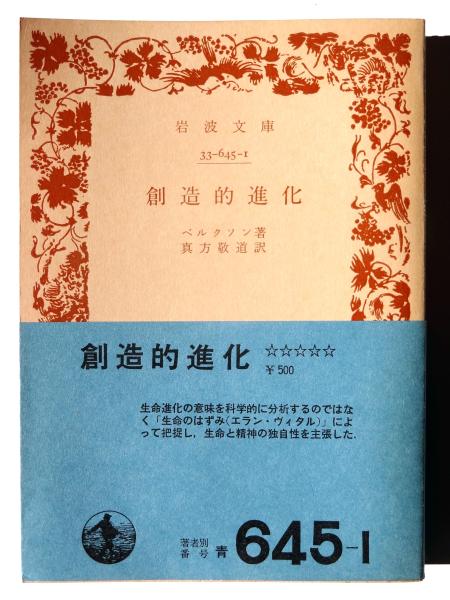 岩波文庫
33-645-1
創造的進化
ベルクソン著
真方敬道訳
創造的進化 ☆☆☆☆☆
¥500
生命進化の意味を科学的に分析するのではな
く「生命のはずみ(エラン・ヴィタル)」によ
って把捉し,生命と精神の独自性を主張した.
著者別
番号 青 645-1